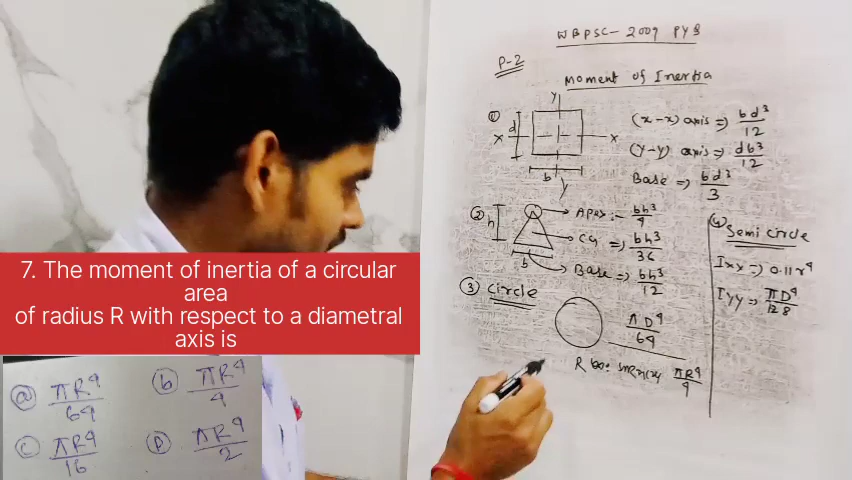 WBPSC- 2009 PYQ
P-2
Moment of Inertia
① (x-x) axis ⇒ bd³/12
y
d
x x
(y-y) axis ⇒ db³/12
b
y
Base ⇒ bd³/3
② h Apex :- bh³/4
CG ⇒ bh³/36
b Base ⇒ bh³/12
③ Circle
πD⁴/64
πR⁴/4
④ Semi circle
Ixx ⇒ 0.11r⁴
Iyy ⇒ πD⁴/128
7. The moment of inertia of a circular
area
of radius R with respect to a diametral
axis is
ⓐ πR⁴/64 ⓑ πR⁴/4
ⓒ πR⁴/16 Ⓓ πR⁴/2